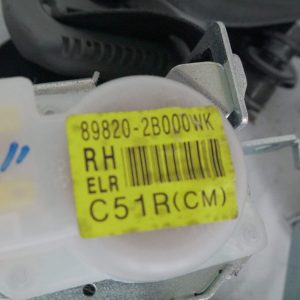 89820-2B000WK
RH
ELR
C51R(CM)